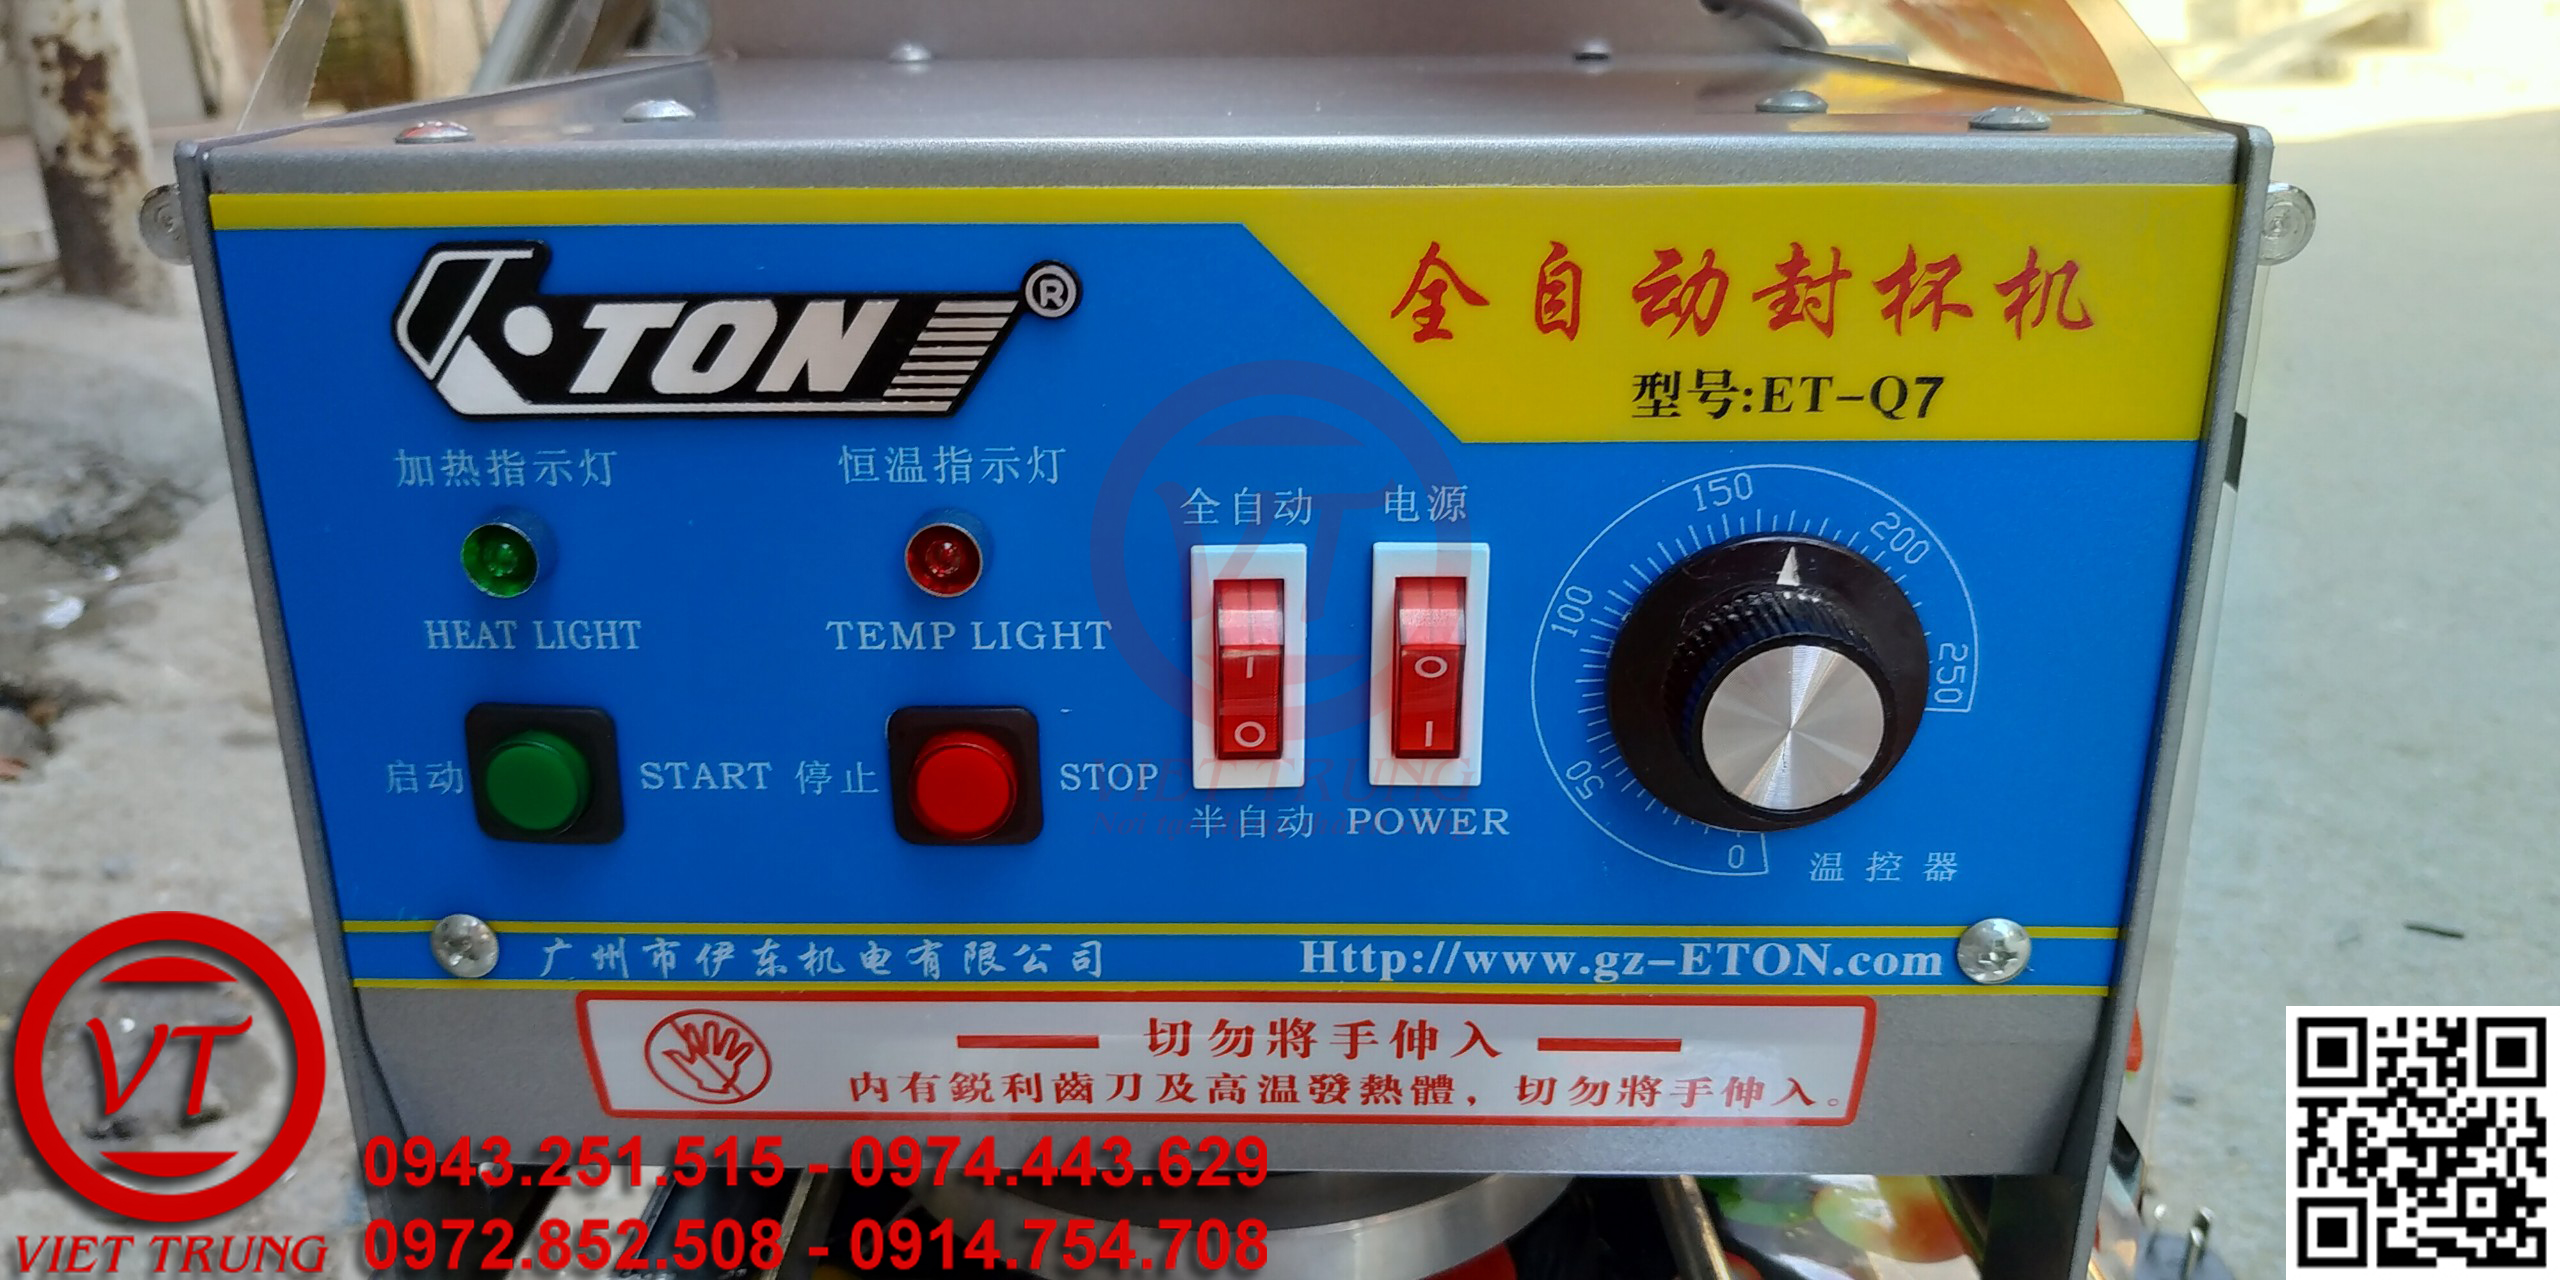 TON®
全自动封杯机
型号:ET-Q7
加热指示灯
恒温指示灯
HEAT LIGHT
TEMP LIGHT
全自动
电源
I
O
O
I
半自动
POWER
启动
START
停止
STOP
0
50
100
150
200
250
温控器
广州市伊东机电有限公司
Http://www.gz-ETON.com
切勿將手伸入
内有鋭利齒刀及高温發熱體，切勿將手伸入。
VT
VIET TRUNG
VT
VIET TRUNG
0943.251.515 - 0974.443.629
0972.852.508 - 0914.754.708